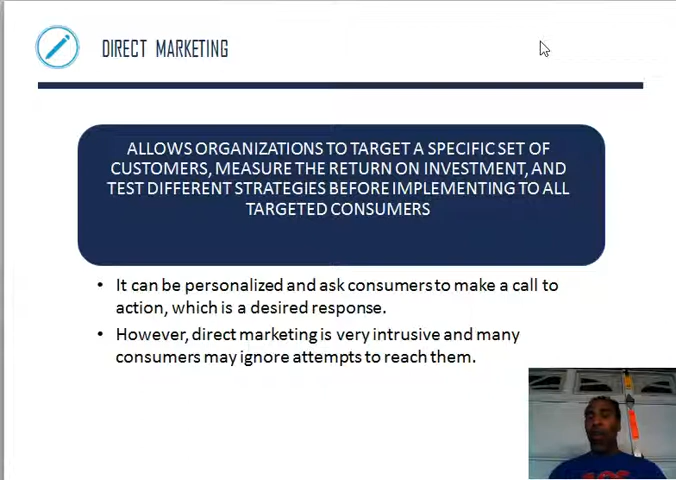 DIRECT MARKETING
ALLOWS ORGANIZATIONS TO TARGET A SPECIFIC SET OF
CUSTOMERS, MEASURE THE RETURN ON INVESTMENT, AND
TEST DIFFERENT STRATEGIES BEFORE IMPLEMENTING TO ALL
TARGETED CONSUMERS
• It can be personalized and ask consumers to make a call to
action, which is a desired response.
• However, direct marketing is very intrusive and many
consumers may ignore attempts to reach them.